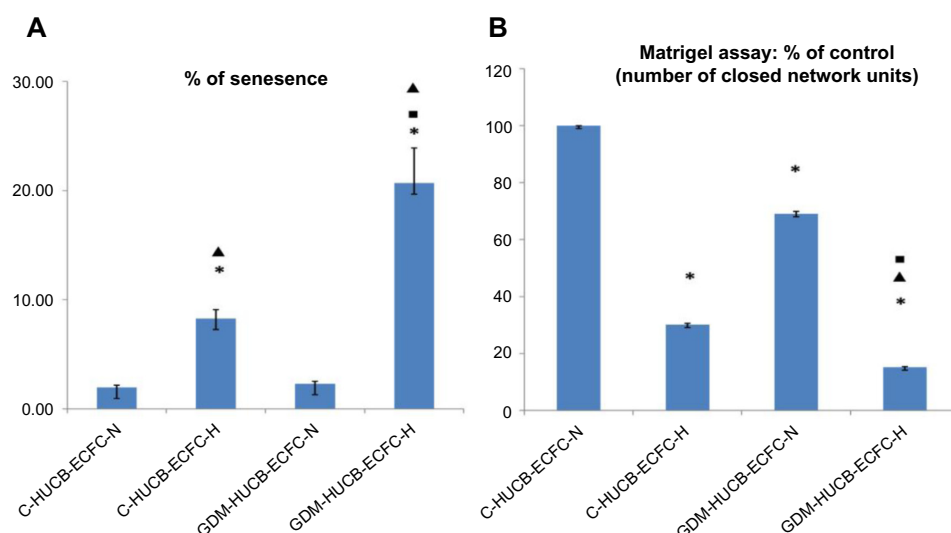 A
% of senesence
30.00
20.00
10.00
0.00
*
*
C-HUCB-ECFC-N
C-HUCB-ECFC-H
GDM-HUCB-ECFC-N
GDM-HUCB-ECFC-H
B
Matrigel assay: % of control
(number of closed network units)
120
100
80
60
40
20
0
*
*
*
C-HUCB-ECFC-N
C-HUCB-ECFC-H
GDM-HUCB-ECFC-N
GDM-HUCB-ECFC-H